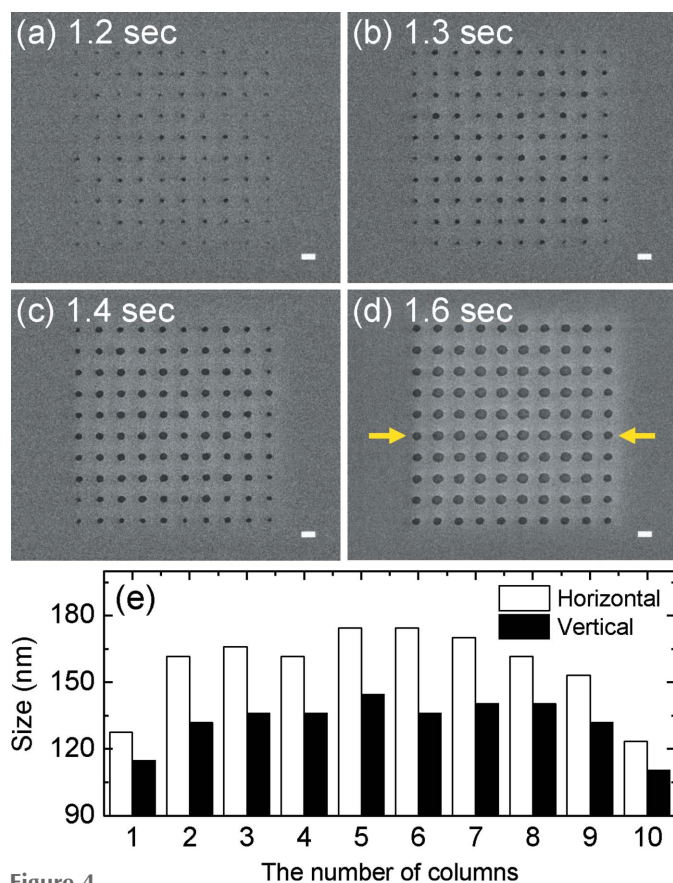 (a) 1.2 sec
(b) 1.3 sec
(c) 1.4 sec
(d) 1.6 sec
(e)
Horizontal
Vertical
Size (nm)
180
150
120
90
1 2 3 4 5 6 7 8 9 10
The number of columns
Figure 4